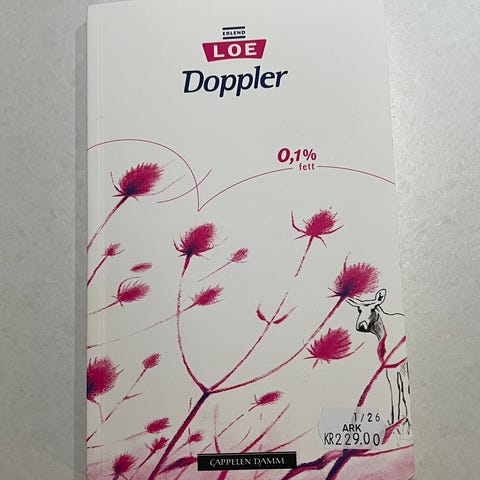 ERLEND
LOE
Doppler
0,1%
fett
1/26
ARK
KR229.00
CAPPELEN DAMM